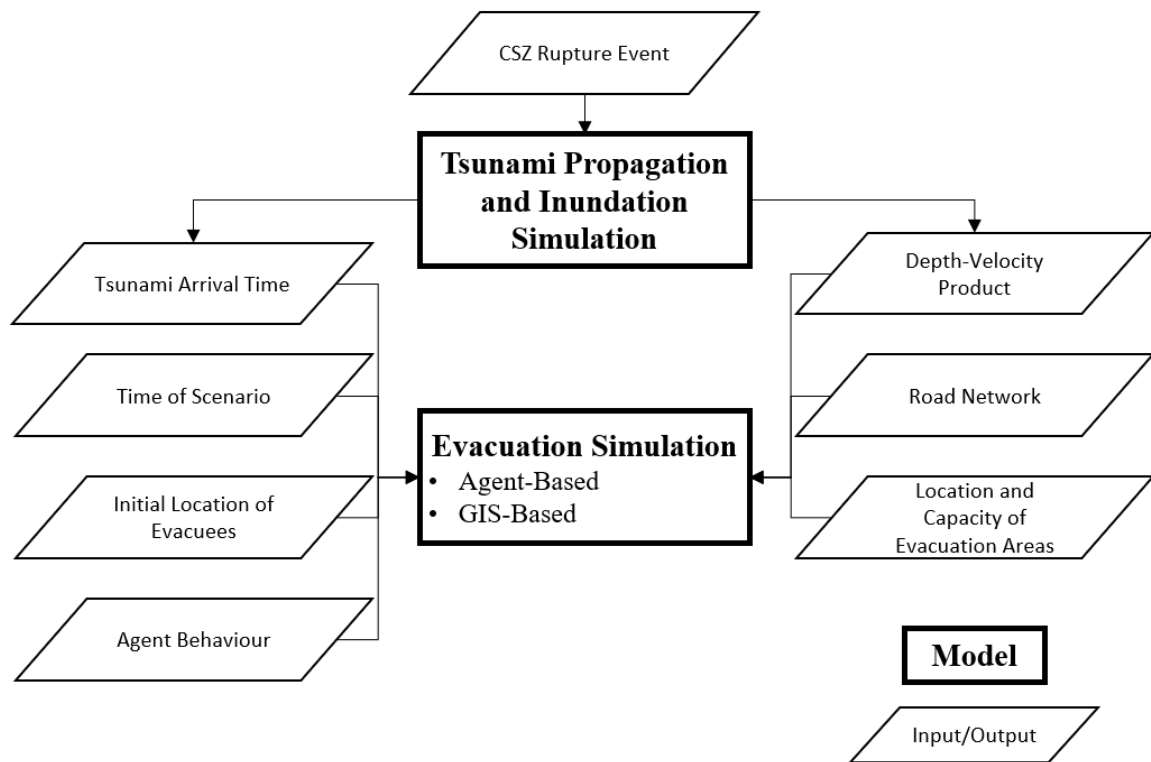 CSZ Rupture Event
Tsunami Propagation
and Inundation
Simulation
Tsunami Arrival Time
Depth-Velocity
Product
Time of Scenario
Road Network
Evacuation Simulation
• Agent-Based
• GIS-Based
Initial Location of
Evacuees
Location and
Capacity of
Evacuation Areas
Agent Behaviour
Model
Input/Output